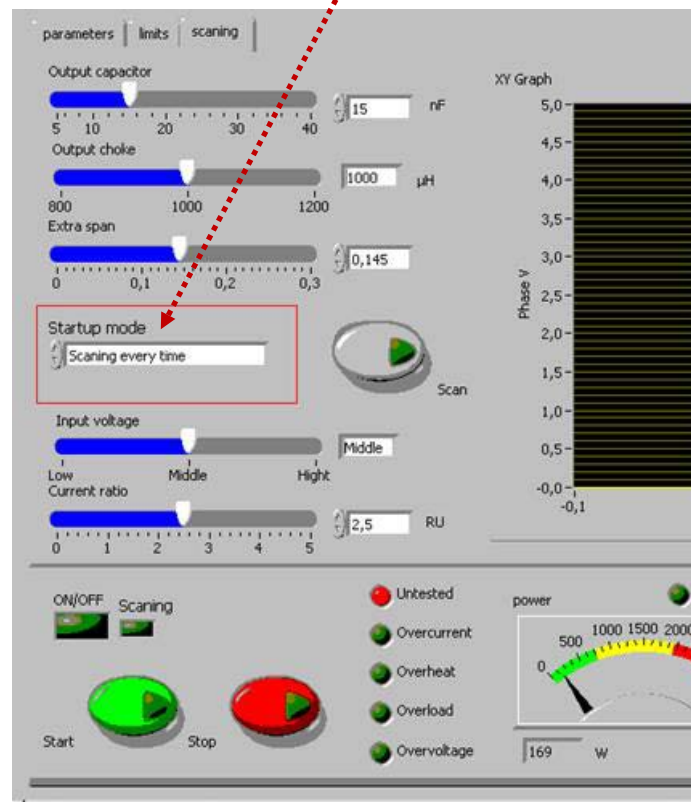 parameters limits scaning
Output capacitor
5 10 20 30 40
15 nF
Output choke
800 1000 1200
1000 μH
Extra span
0 0,1 0,2 0,3
0,145
Startup mode
Scaning every time
Scan
Input voltage
Low Middle Hight
Middle
Current ratio
0 1 2 3 4 5
2,5 RU
XY Graph
Phase V
5,0
4,5
4,0
3,5
3,0
2,5
2,0
1,5
1,0
0,5
-0,0
-0,1
ON/OFF Scaning
Start Stop
Untested
Overcurrent
Overheat
Overload
Overvoltage
power
0 500 1000 1500 2000
169 W